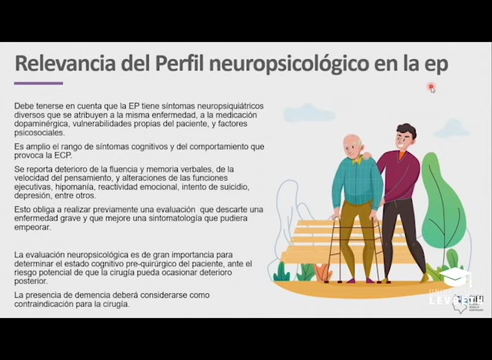 Relevancia del Perfil neuropsicológico en la ep
Debe tenerse en cuenta que la EP tiene síntomas neuropsiquiátricos
diversos que se atribuyen a la misma enfermedad, a la medicación
dopaminérgica, vulnerabilidades propias del paciente, y factores
psicosociales.
Es amplio el rango de síntomas cognitivos y del comportamiento que
provoca la ECP.
Se reporta deterioro de la fluencia y memoria verbales, de la
velocidad del pensamiento, y alteraciones de las funciones
ejecutivas, hipomanía, reactividad emocional, intento de suicidio,
depresión, entre otros.
Esto obliga a realizar previamente una evaluación que descarte una
enfermedad grave y que mejore una sintomatología que pudiera
empeorar.
La evaluación neuropsicológica es de gran importancia para
determinar el estado cognitivo pre-quirúrgico del paciente, ante el
riesgo potencial de que la cirugía pueda ocasionar deterioro
posterior.
La presencia de demencia deberá considerarse como
contraindicación para la cirugía.